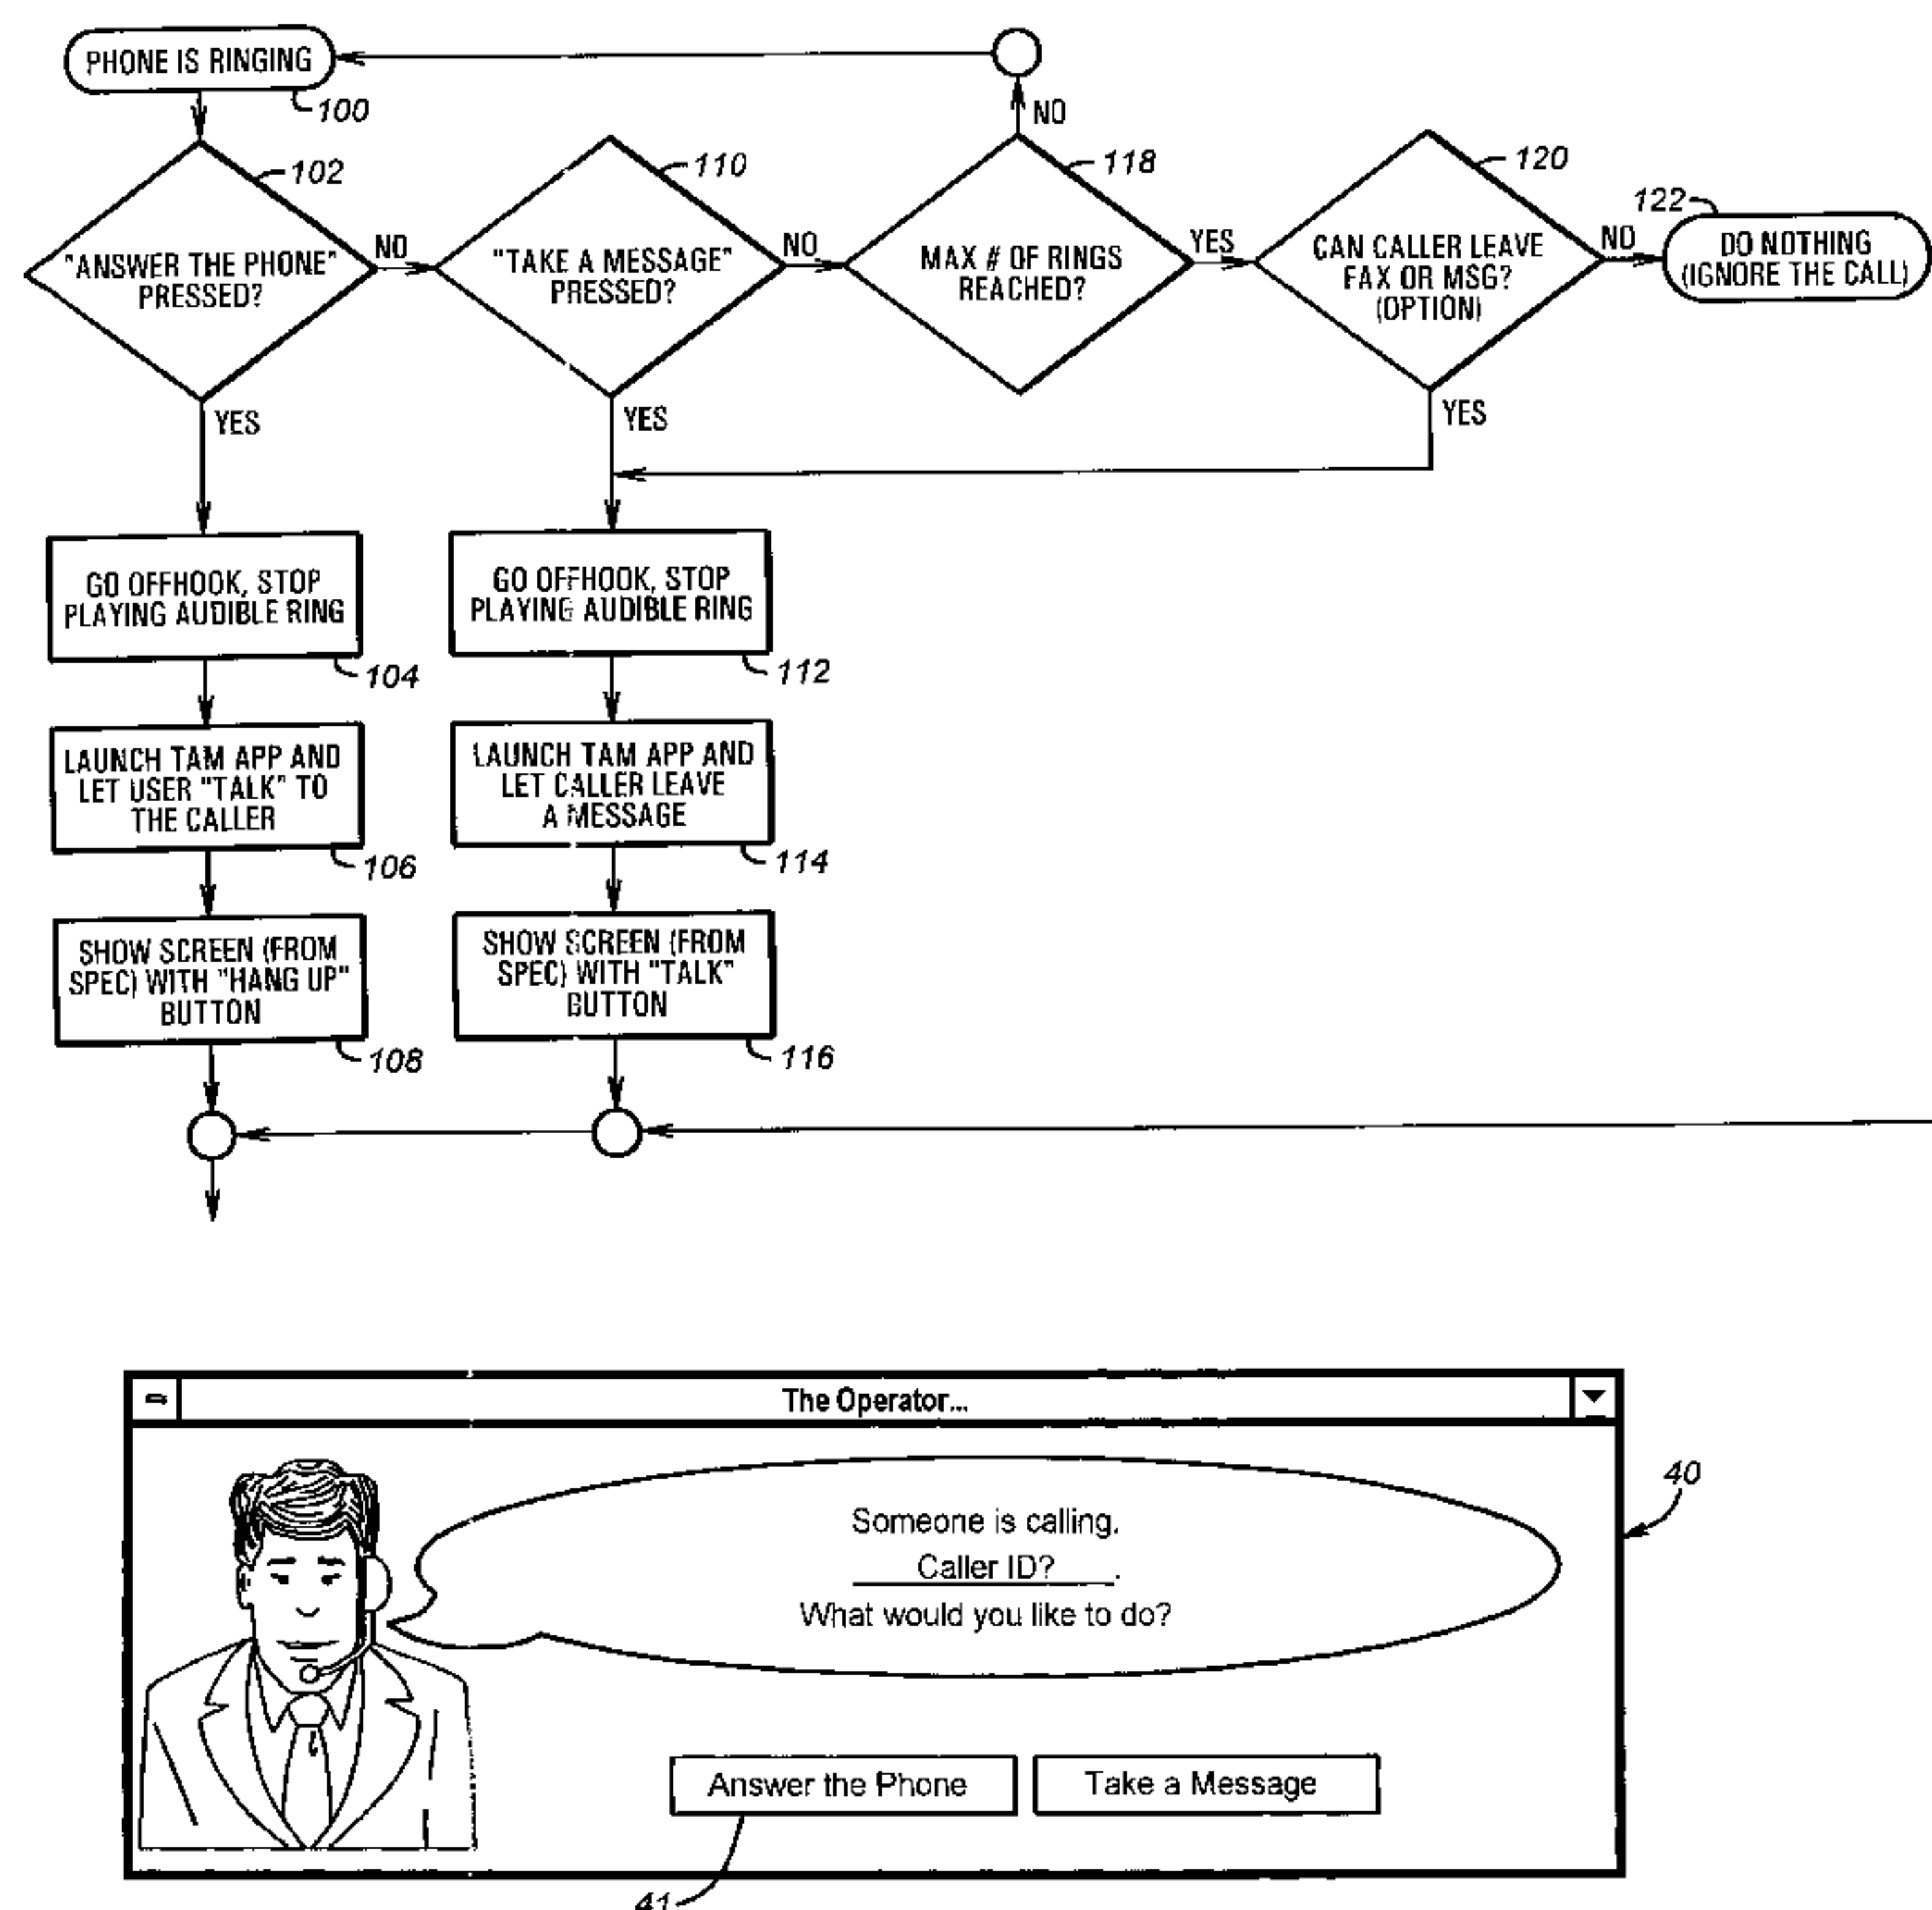 PHONE IS RINGING
100
NO
102
110
118
120
122
"ANSWER THE PHONE"
PRESSED?
NO
"TAKE A MESSAGE"
PRESSED?
NO
MAX # OF RINGS
REACHED?
YES
CAN CALLER LEAVE
FAX OR MSG?
(OPTION)
NO
DO NOTHING
(IGNORE THE CALL)
YES
YES
YES
GO OFFHOOK, STOP
PLAYING AUDIBLE RING
104
GO OFFHOOK, STOP
PLAYING AUDIBLE RING
112
LAUNCH TAM APP AND
LET USER "TALK" TO
THE CALLER
106
LAUNCH TAM APP AND
LET CALLER LEAVE
A MESSAGE
114
SHOW SCREEN (FROM
SPEC) WITH "HANG UP"
BUTTON
108
SHOW SCREEN (FROM
SPEC) WITH "TALK"
BUTTON
116
The Operator...
40
Someone is calling.
Caller ID? .
What would you like to do?
Answer the Phone
Take a Message
41